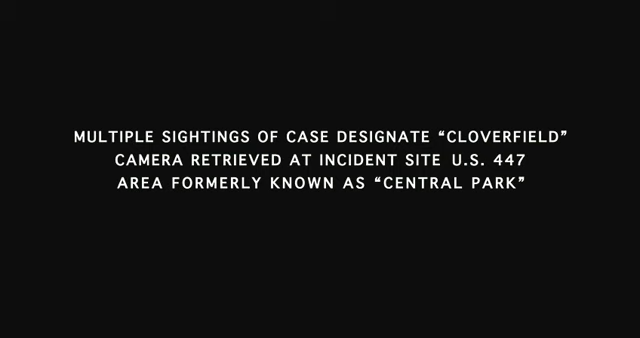 MULTIPLE SIGHTINGS OF CASE DESIGNATE “CLOVERFIELD”
CAMERA RETRIEVED AT INCIDENT SITE U.S. 447
AREA FORMERLY KNOWN AS “CENTRAL PARK”